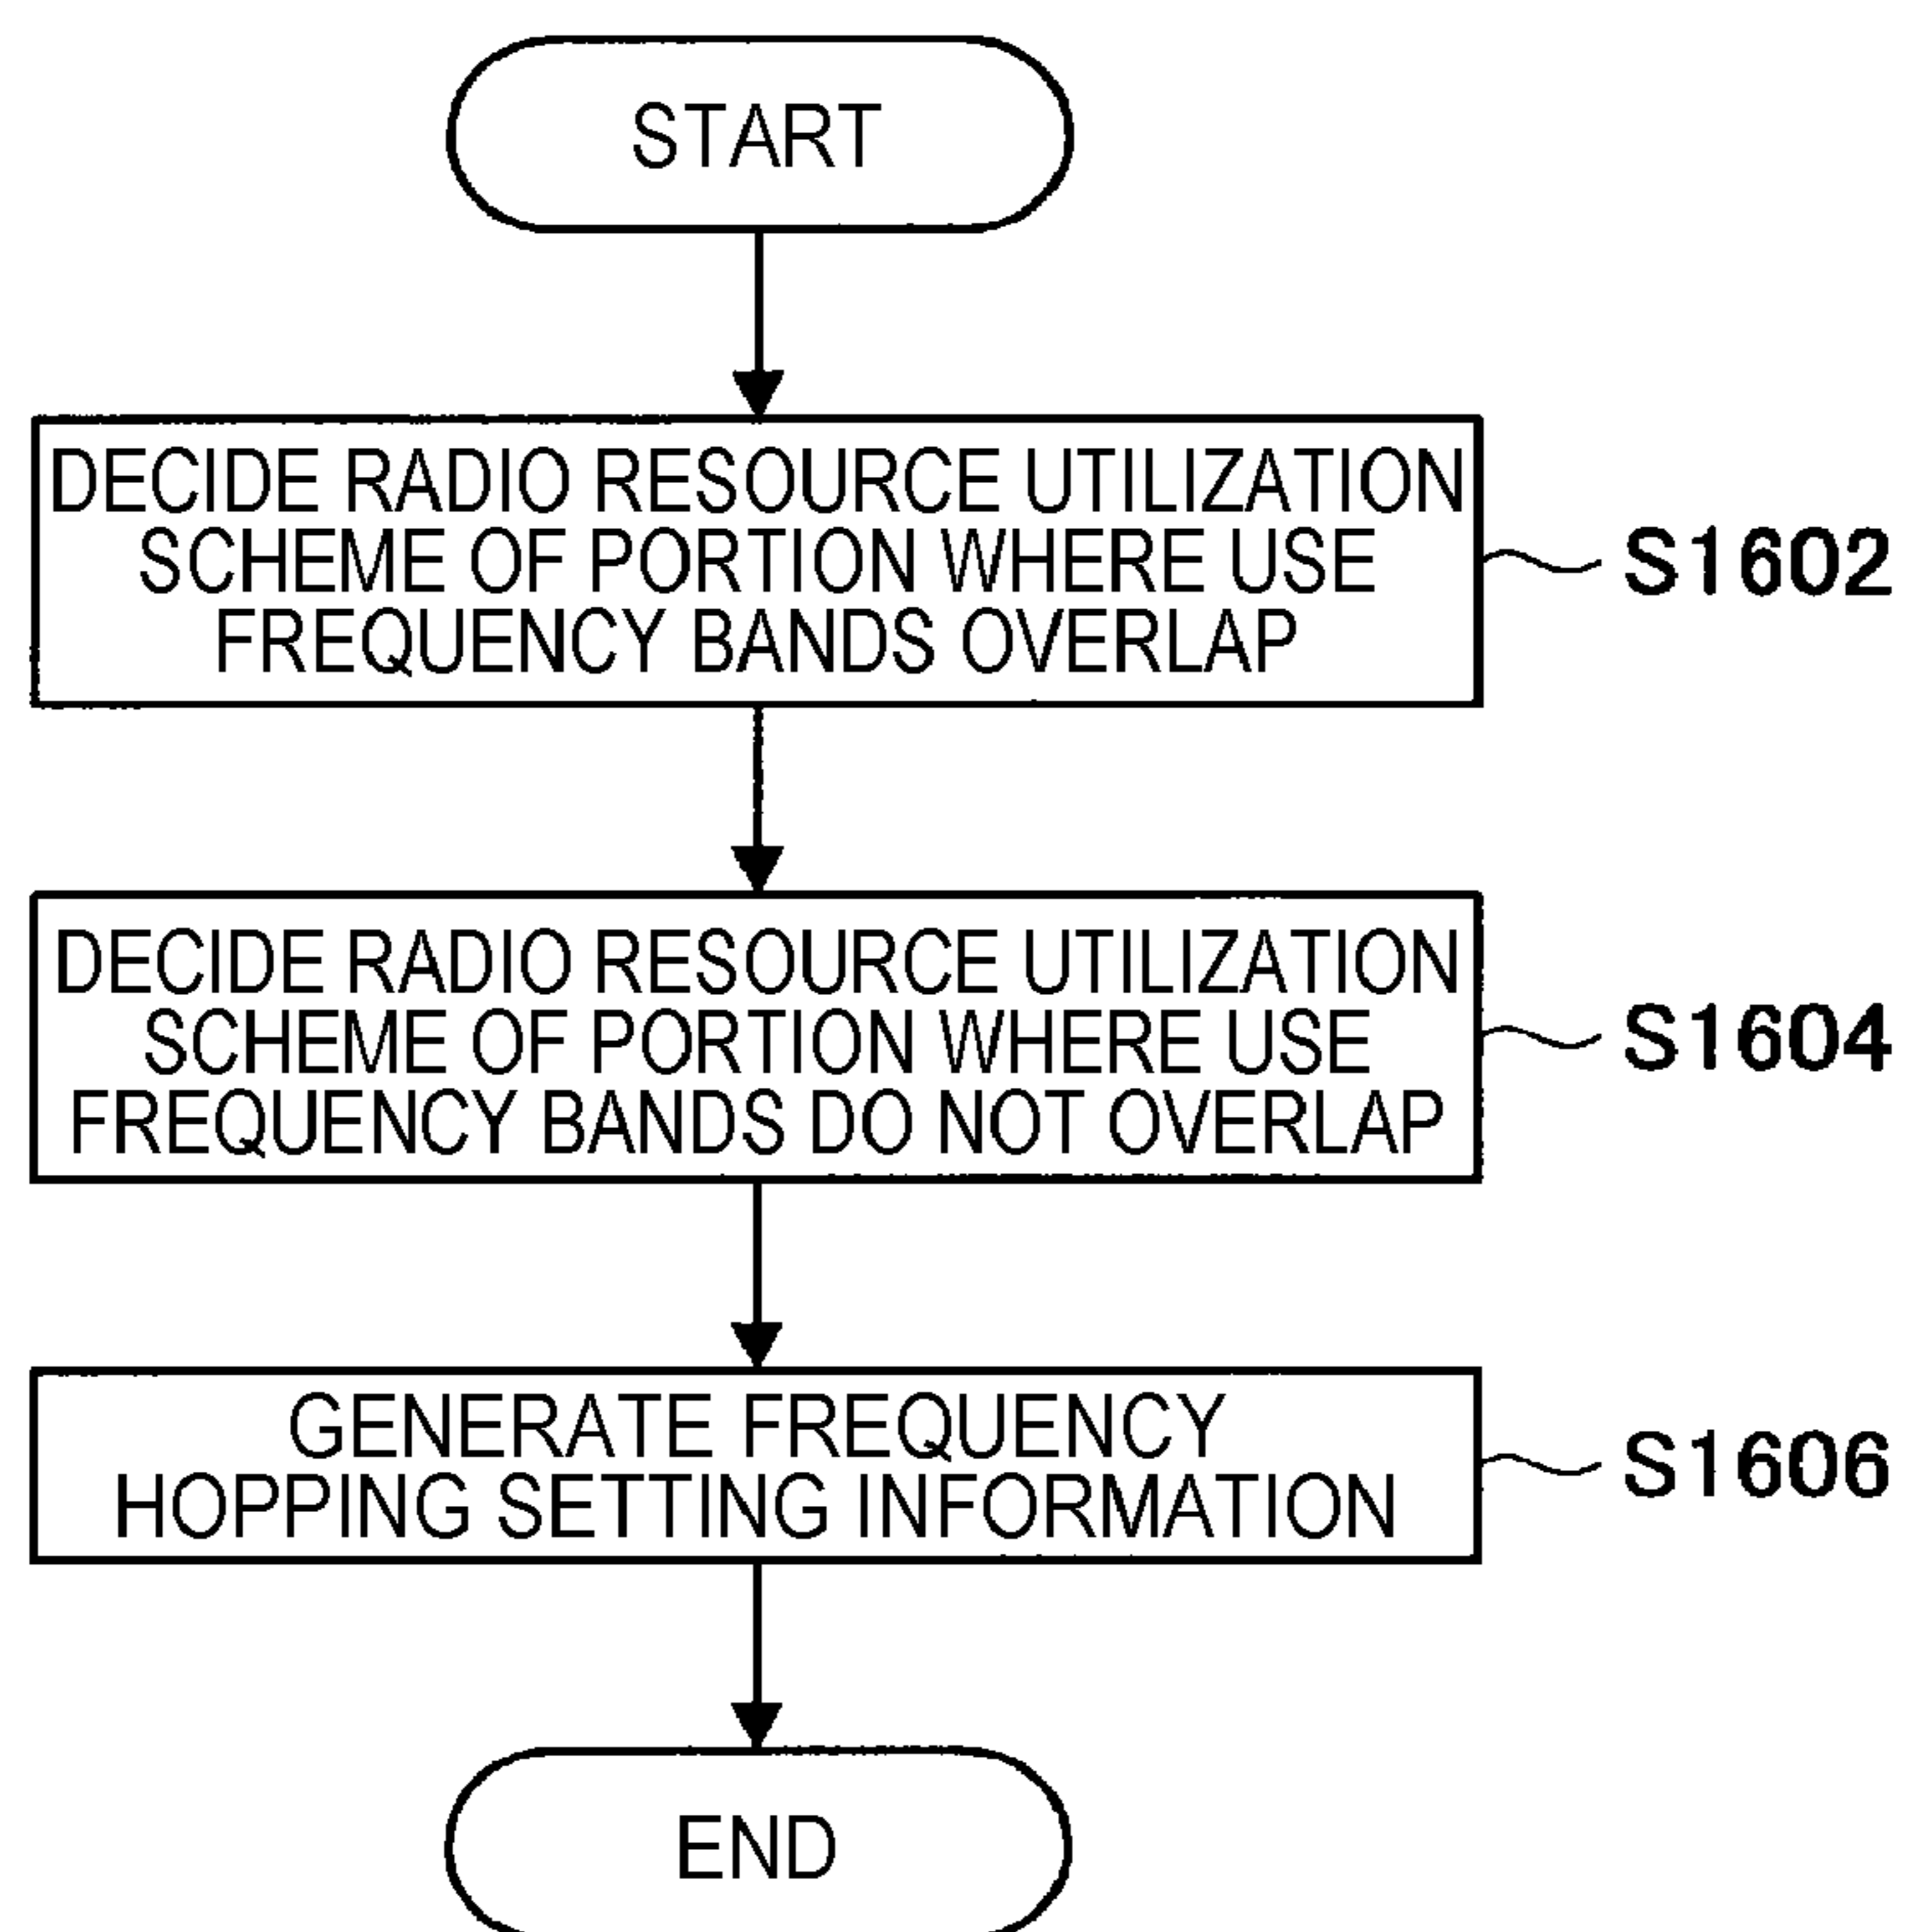 START
DECIDE RADIO RESOURCE UTILIZATION
SCHEME OF PORTION WHERE USE
FREQUENCY BANDS OVERLAP
S1602
DECIDE RADIO RESOURCE UTILIZATION
SCHEME OF PORTION WHERE USE
FREQUENCY BANDS DO NOT OVERLAP
S1604
GENERATE FREQUENCY
HOPPING SETTING INFORMATION
S1606
END